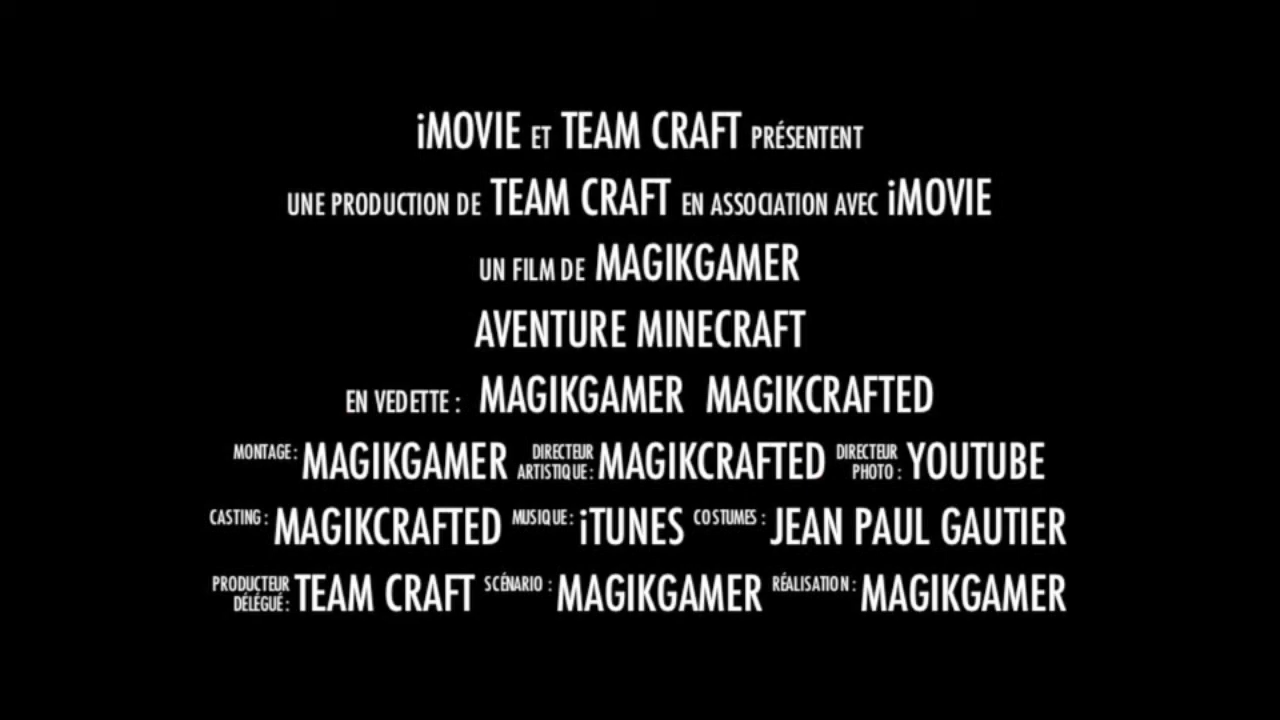 iMOVIE ET TEAM CRAFT PRÉSENTENT
UNE PRODUCTION DE TEAM CRAFT EN ASSOCIATION AVEC iMOVIE
UN FILM DE MAGIKGAMER
AVENTURE MINECRAFT
EN VEDETTE : MAGIKGAMER MAGIKCRAFTED
MONTAGE : MAGIKGAMER DIRECTEUR ARTISTIQUE : MAGIKCRAFTED DIRECTEUR PHOTO : YOUTUBE
CASTING : MAGIKCRAFTED MUSIQUE : iTUNES COSTUMES : JEAN PAUL GAUTIER
PRODUCTEUR DÉLÉGUÉ : TEAM CRAFT SCÉNARIO : MAGIKGAMER RÉALISATION : MAGIKGAMER